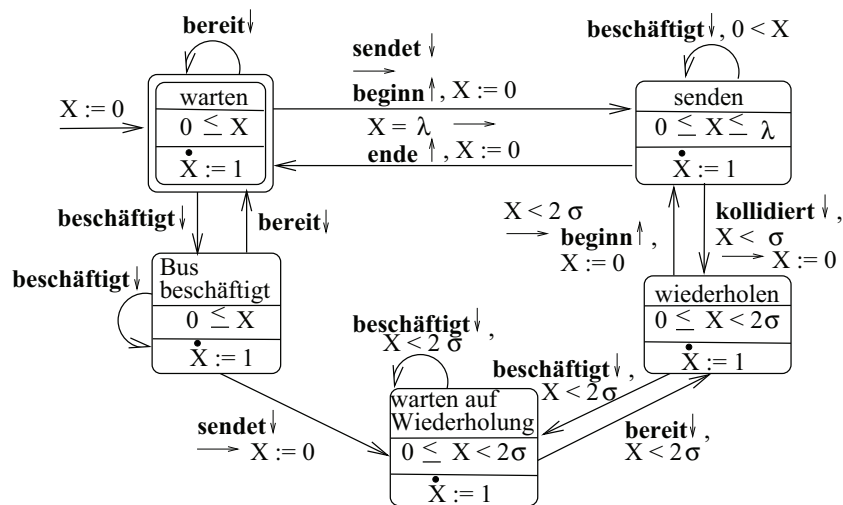 bereit↓
beschäftigt↓, 0 < X
sendet ↓
→
beginn↑, X := 0
X := 0
warten
0 ≤ X
Ẋ := 1
senden
0 ≤ X ≤ λ
Ẋ := 1
X = λ →
ende ↑, X := 0
beschäftigt↓
bereit↓
X < 2 σ
→ beginn↑,
X := 0
kollidiert ↓,
X < σ
→ X := 0
beschäftigt↓
Bus
beschäftigt
0 ≤ X
Ẋ := 1
wiederholen
0 ≤ X < 2σ
Ẋ := 1
beschäftigt↓,
X < 2 σ
beschäftigt↓,
X < 2σ
sendet↓
→ X := 0
warten auf
Wiederholung
0 ≤ X < 2σ
Ẋ := 1
bereit↓,
X < 2σ